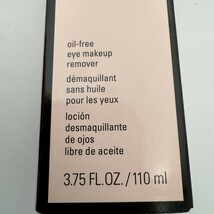 oil-free
eye makeup
remover
démaquillant
sans huile
pour les yeux
loción
desmaquillante
de ojos
libre de aceite
3.75 FL.OZ./110 ml